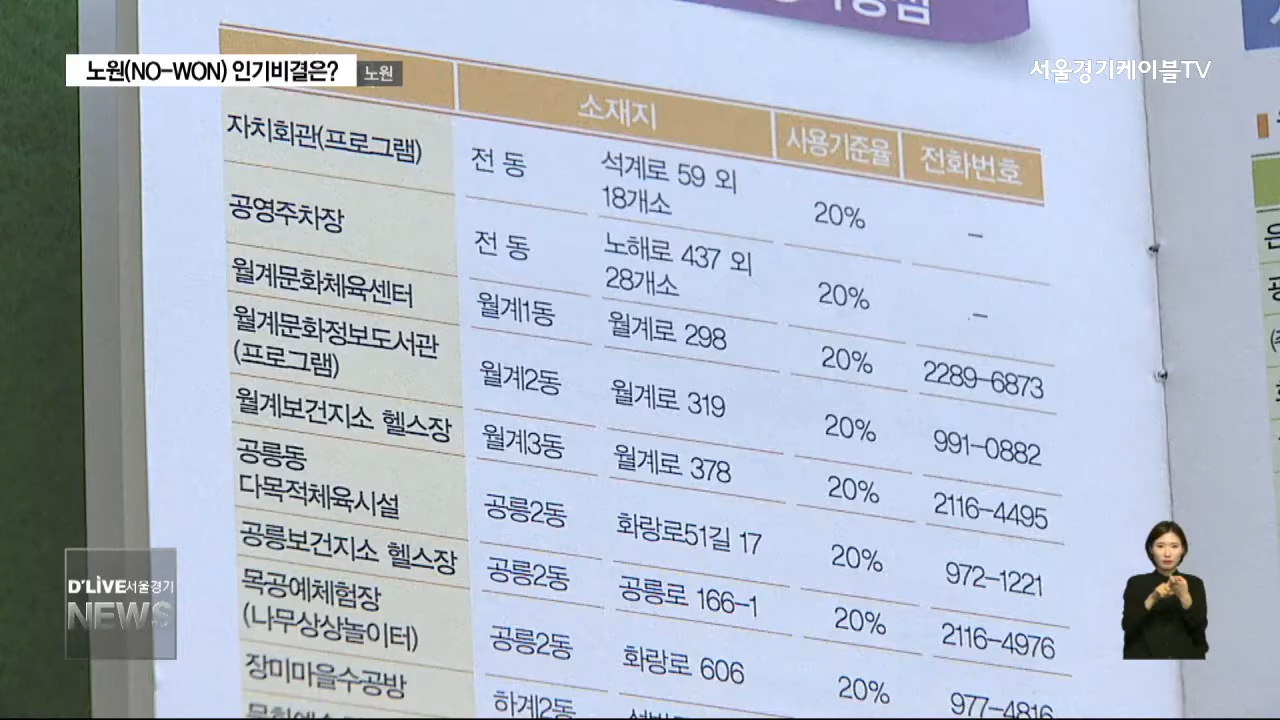 노원(NO-WON) 인기비결은?
노원
서울경기케이블TV
소재지
사용기준율
전화번호
자치회관(프로그램)
전 동
석계로 59 외
18개소
20%
–
공영주차장
전 동
노해로 437 외
28개소
20%
–
월계문화체육센터
월계1동
월계로 298
20%
2289-6873
월계문화정보도서관
(프로그램)
월계2동
월계로 319
20%
991-0882
월계보건지소 헬스장
월계3동
월계로 378
20%
2116-4495
공릉동
다목적체육시설
공릉2동
화랑로51길 17
20%
972-1221
공릉보건지소 헬스장
공릉2동
공릉로 166-1
20%
2116-4976
목공예체험장
(나무상상놀이터)
공릉2동
화랑로 606
20%
977-4816
장미마을수공방
하계2동
D'LIVE서울경기
NEWS